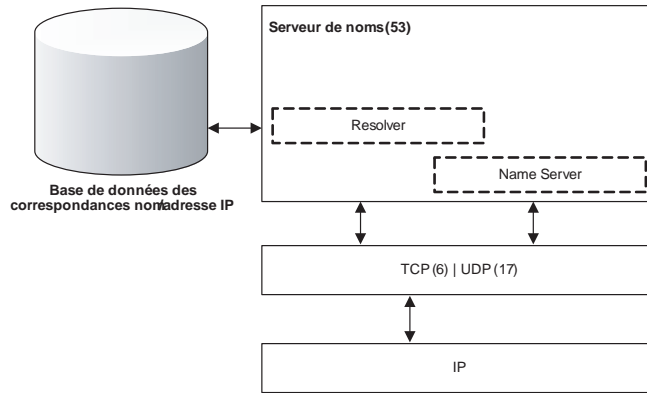 Serveur de noms (53)
Resolver
Name Server
Base de données des
correspondances nom/adresse IP
TCP (6) | UDP (17)
IP